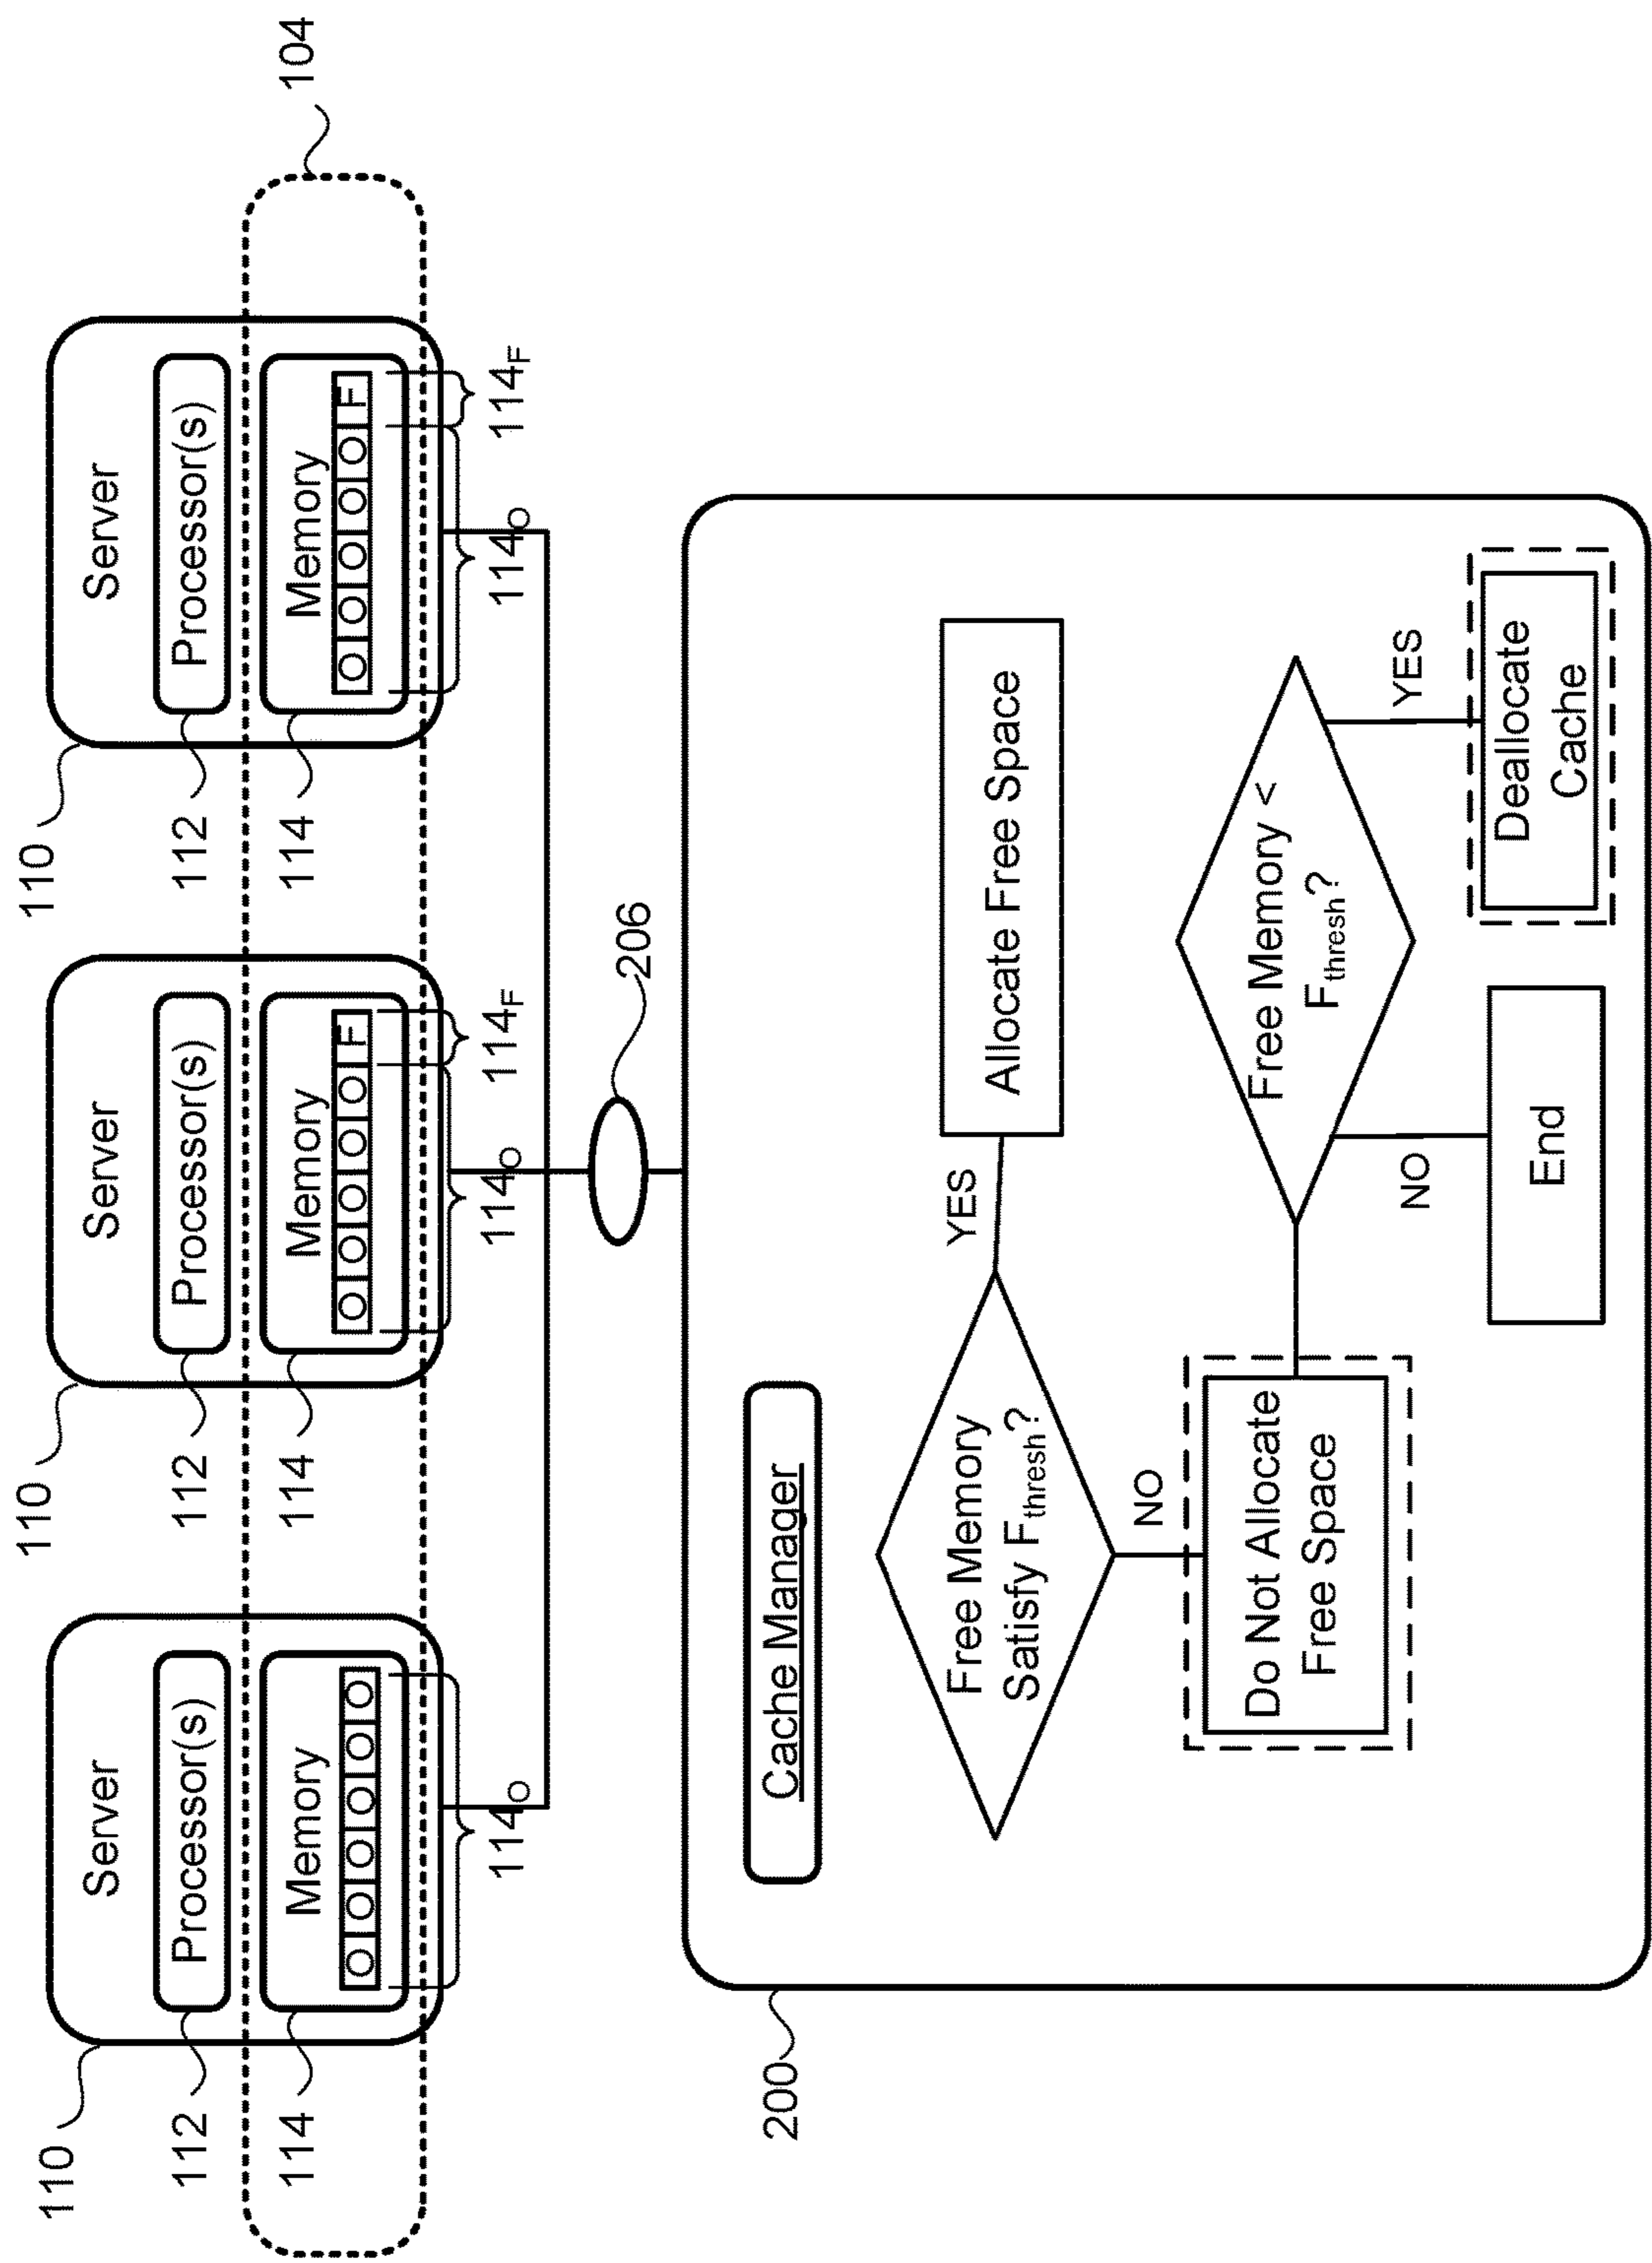 104
110
Server
112
Processor(s)
114
Memory
O O O O O O
114O
110
Server
112
Processor(s)
114
Memory
O O O O O F
114O
114F
110
Server
112
Processor(s)
114
Memory
O O O O O F
114O
114F
206
200
Cache Manager
Free Memory
Satisfy Fthresh?
YES
Allocate Free Space
NO
Do Not Allocate
Free Space
Free Memory <
Fthresh?
NO
End
YES
Deallocate
Cache